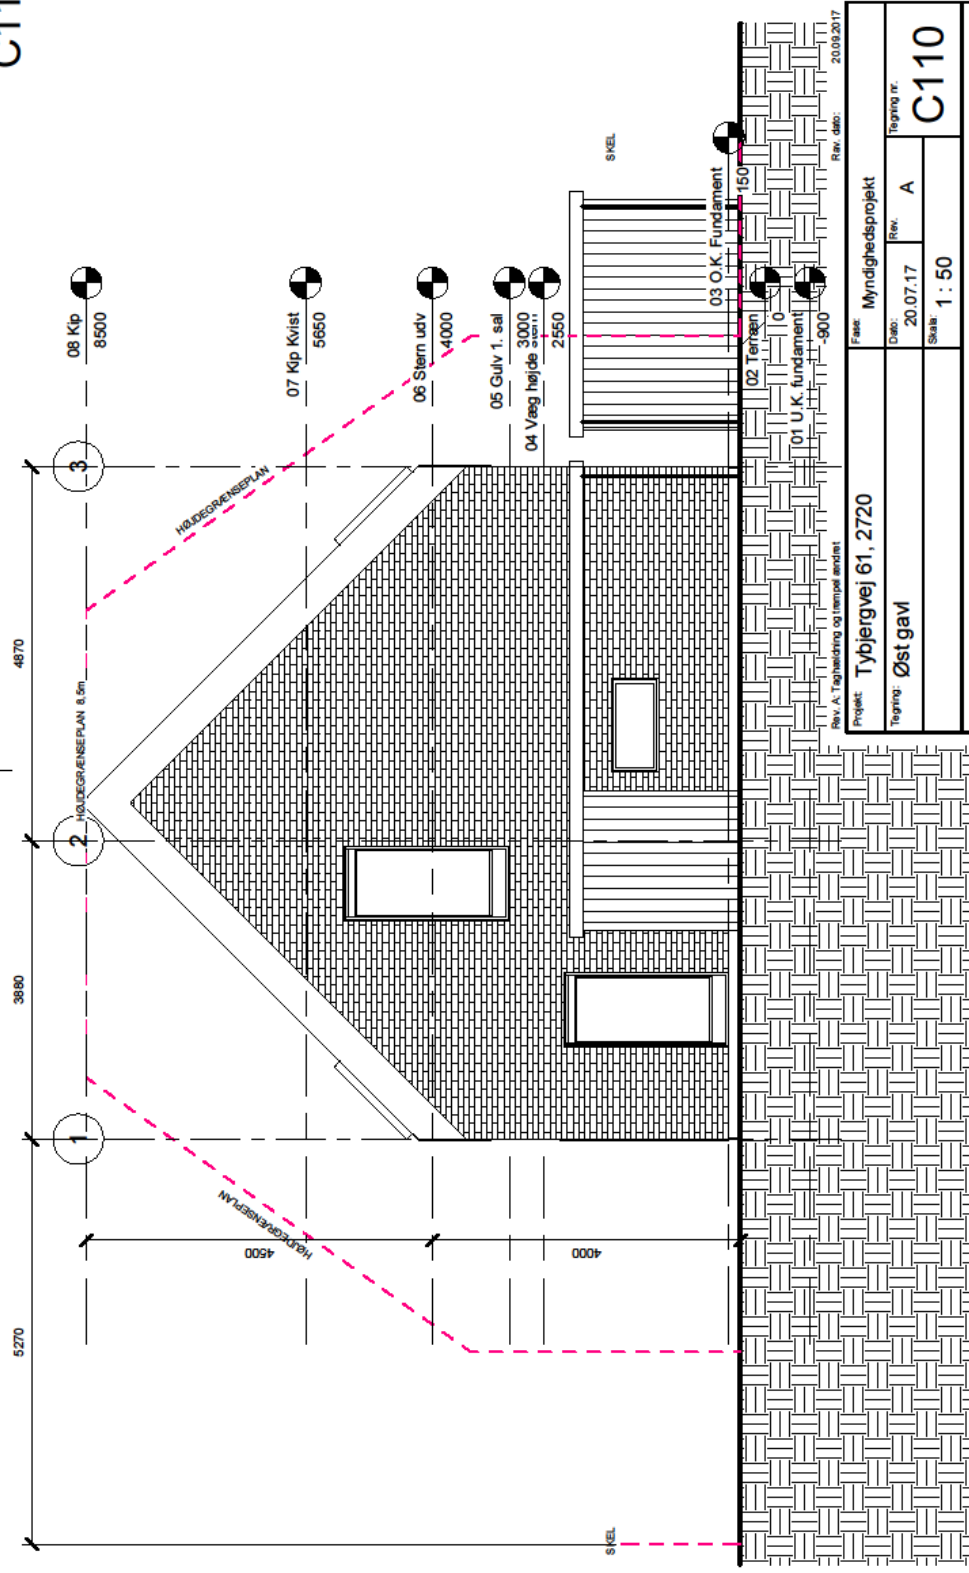 C11
5270
3880
4870
1
2
3
HØJDEGRÆNSEPLAN
HØJDEGRÆNSEPLAN 8,5m
HØJDEGRÆNSEPLAN
4500
4000
08 Kip
8500
07 Kip Kvist
5650
06 Stern udv
4000
05 Gulv 1. sal
3000
04 Væg højde stern
2550
03 O.K. Fundament
150
02 Terræn
0
01 U.K. fundament
-900
SKEL
SKEL
Rev. A: Taghældning og trempel ændret
Rev. dato: 20.09.2017
Projekt: Tybjergvej 61, 2720
Fase: Myndighedsprojekt
Tegning: Øst gavl
Dato: 20.07.17
Rev. A
Tegning nr. C110
Skala: 1 : 50